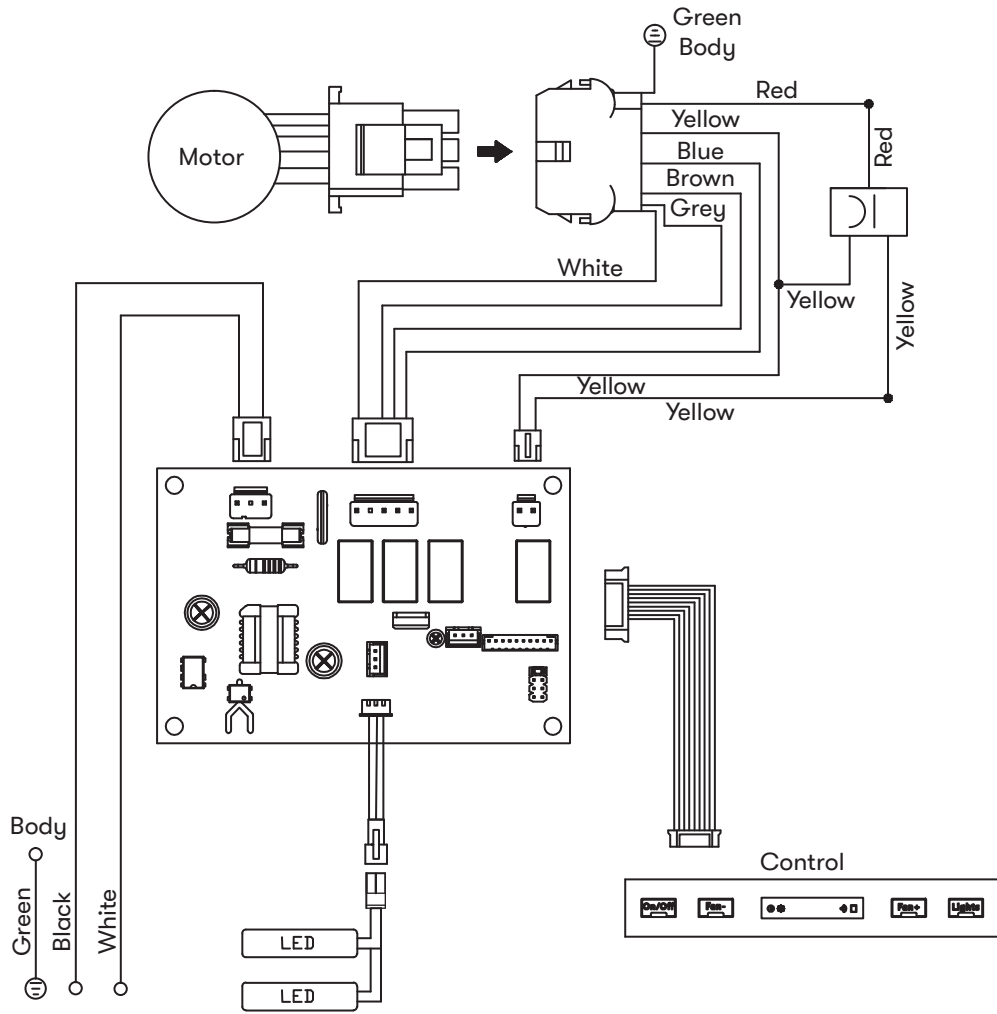 Green
Body
Red
Motor
Yellow
Blue
Brown
Grey
Red
White
Yellow
Yellow
Yellow
Yellow
Body
Green
Black
White
Control
On/Off
Fan-
Fan+
Lights
LED
LED